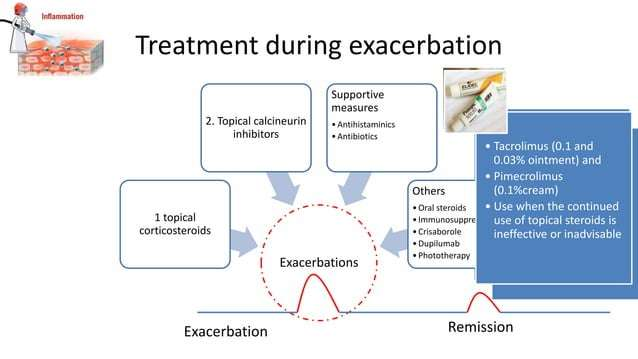 Inflammation
Treatment during exacerbation
1 topical
corticosteroids
2. Topical calcineurin
inhibitors
Supportive
measures
• Antihistaminics
• Antibiotics
Others
• Oral steroids
• Immunosuppre
• Crisaborole
• Dupilumab
• Phototherapy
ELIDEL
• Tacrolimus (0.1 and
0.03% ointment) and
• Pimecrolimus
(0.1%cream)
• Use when the continued
use of topical steroids is
ineffective or inadvisable
Exacerbations
Exacerbation
Remission